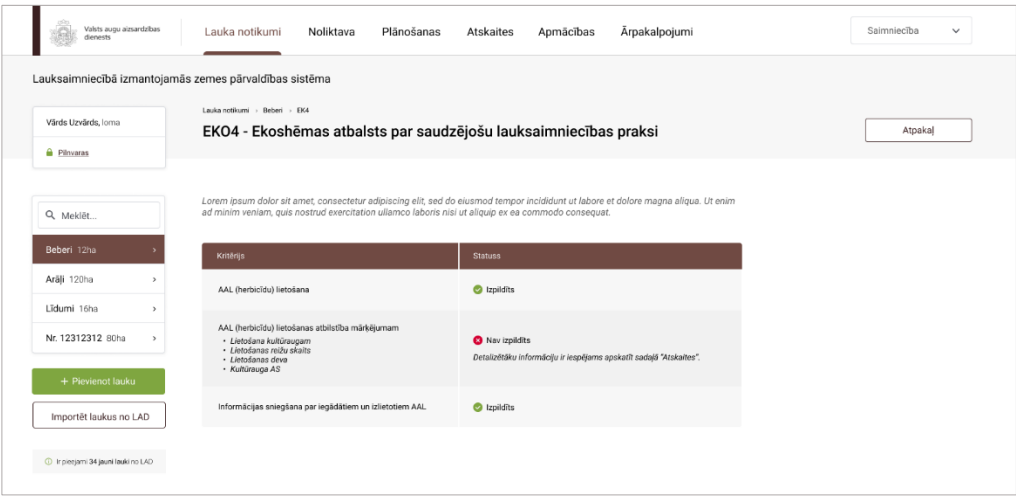 Valsts augu aizsardzības
dienests
Lauka notikumi
Noliktava
Plānošanas
Atskaites
Apmācības
Ārpakalpojumi
Saimniecība
Lauksaimniecībā izmantojamās zemes pārvaldības sistēma
Vārds Uzvārds, loma
Pilnvaras
Lauka notikumi > Beberi > EK4
EKO4 - Ekoshēmas atbalsts par saudzējošu lauksaimniecības praksi
Atpakaļ
Meklēt...
Beberi 12ha
Arāļi 120ha
Līdumi 16ha
Nr. 12312312 80ha
+ Pievienot lauku
Importēt laukus no LAD
Ir pieejami 34 jauni lauki no LAD
Lorem ipsum dolor sit amet, consectetur adipiscing elit, sed do eiusmod tempor incididunt ut labore et dolore magna aliqua. Ut enim
ad minim veniam, quis nostrud exercitation ullamco laboris nisi ut aliquip ex ea commodo consequat.
Kritērijs
Statuss
AAL (herbicīdu) lietošana
Izpildīts
AAL (herbicīdu) lietošanas atbilstība mārķējumam
• Lietošana kultūraugam
• Lietošanas reižu skaits
• Lietošanas deva
• Kultūrauga AS
Nav izpildīts
Detalizētāku informāciju ir iespējams apskatīt sadaļā "Atskaites".
Informācijas sniegšana par iegādātiem un izlietotiem AAL
Izpildīts